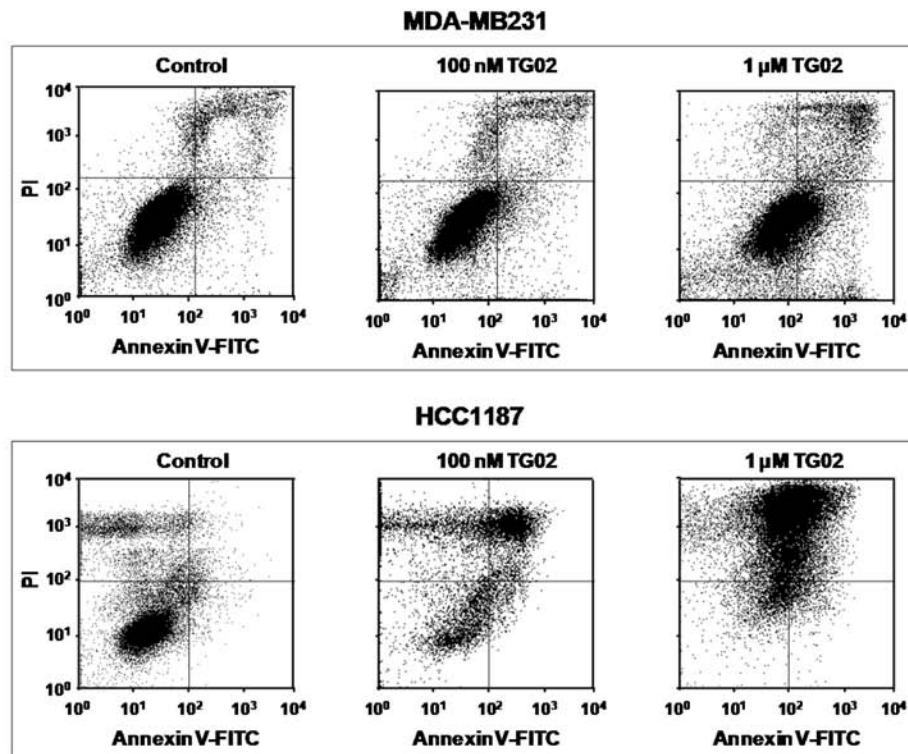 MDA-MB231
Control 100 nM TG02 1 µM TG02
10⁴
10³
10²
10¹
10⁰
PI
10⁰ 10¹ 10² 10³ 10⁴ 10⁰ 10¹ 10² 10³ 10⁴ 10⁰ 10¹ 10² 10³ 10⁴
Annexin V-FITC Annexin V-FITC Annexin V-FITC
HCC1187
Control 100 nM TG02 1 µM TG02
10⁴
10³
10²
10¹
10⁰
PI
10⁰ 10¹ 10² 10³ 10⁴ 10⁰ 10¹ 10² 10³ 10⁴ 10⁰ 10¹ 10² 10³ 10⁴
Annexin V-FITC Annexin V-FITC Annexin V-FITC